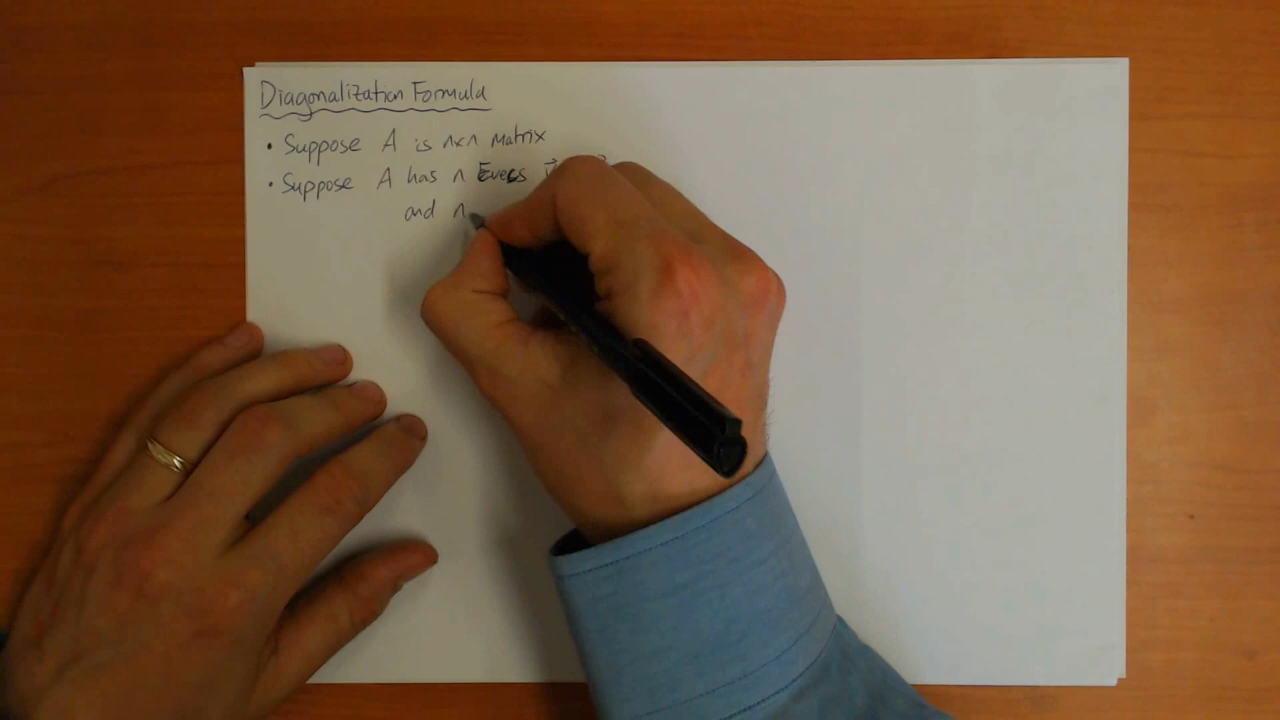 Diagonalization Formula
• Suppose A is n×n matrix
• Suppose A has n Evecs
and n